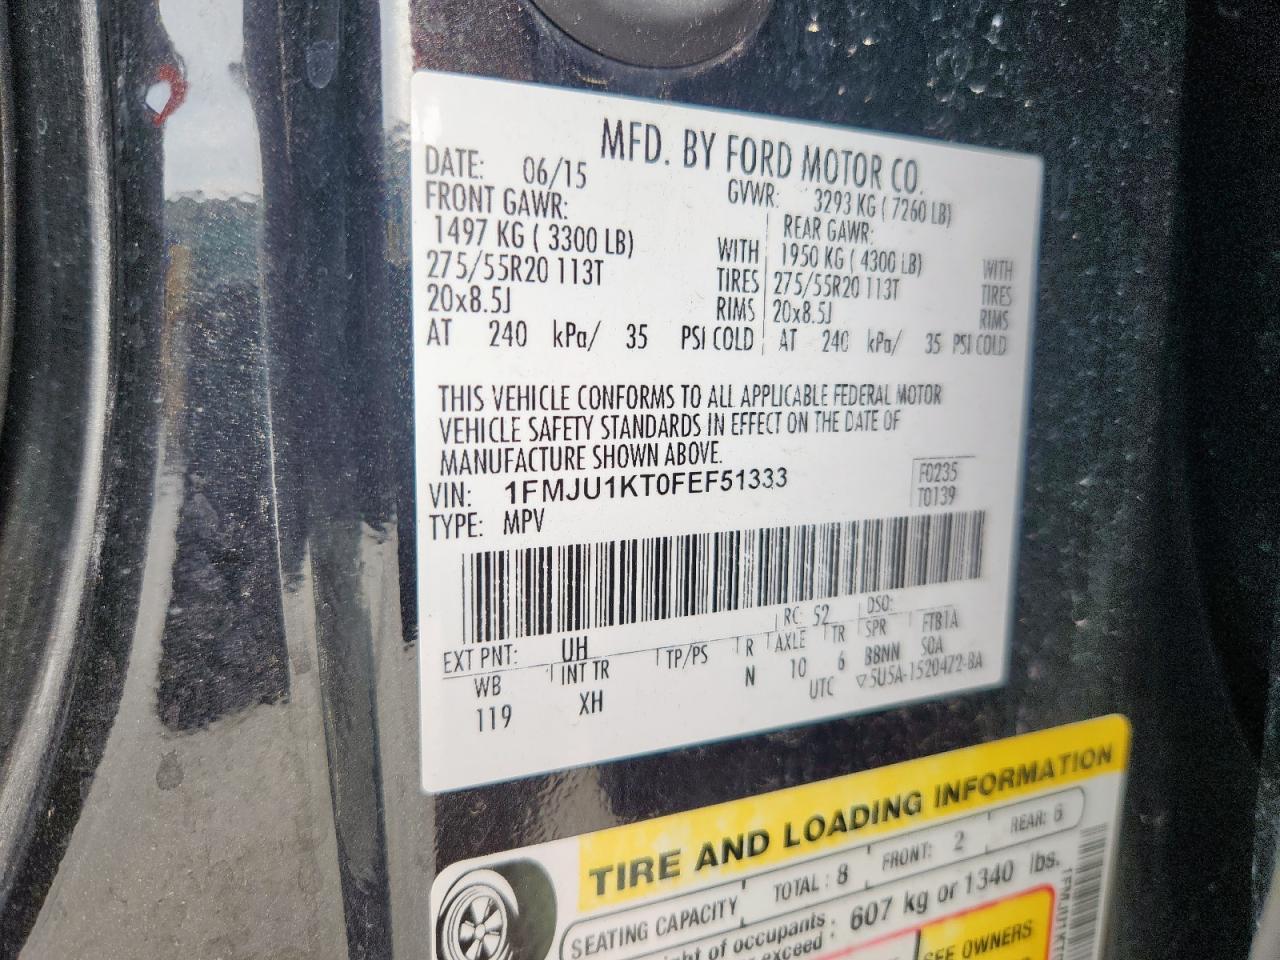 MFD. BY FORD MOTOR CO.
DATE: 06/15 GVWR: 3293 KG ( 7260 LB)
FRONT GAWR: REAR GAWR:
1497 KG ( 3300 LB) WITH 1950 KG ( 4300 LB) WITH
275/55R20 113T TIRES 275/55R20 113T TIRES
20x8.5J RIMS 20x8.5J RIMS
AT 240 kPa/ 35 PSI COLD AT 240 kPa/ 35 PSI COLD
THIS VEHICLE CONFORMS TO ALL APPLICABLE FEDERAL MOTOR
VEHICLE SAFETY STANDARDS IN EFFECT ON THE DATE OF
MANUFACTURE SHOWN ABOVE.
VIN: 1FMJU1KT0FEF51333 F0235
TYPE: MPV T0139
EXT PNT: UH RC: 52 DSO: FTB1A
WB INT TR TP/PS R AXLE TR SPR SOA
119 XH N 10 6 BBNN
UTC ▽5U5A-1520472-BA
TIRE AND LOADING INFORMATION
SEATING CAPACITY TOTAL : 8 FRONT: 2 REAR: 6
of occupants : 607 kg or 1340 lbs.
exceed :
SEE OWNERS